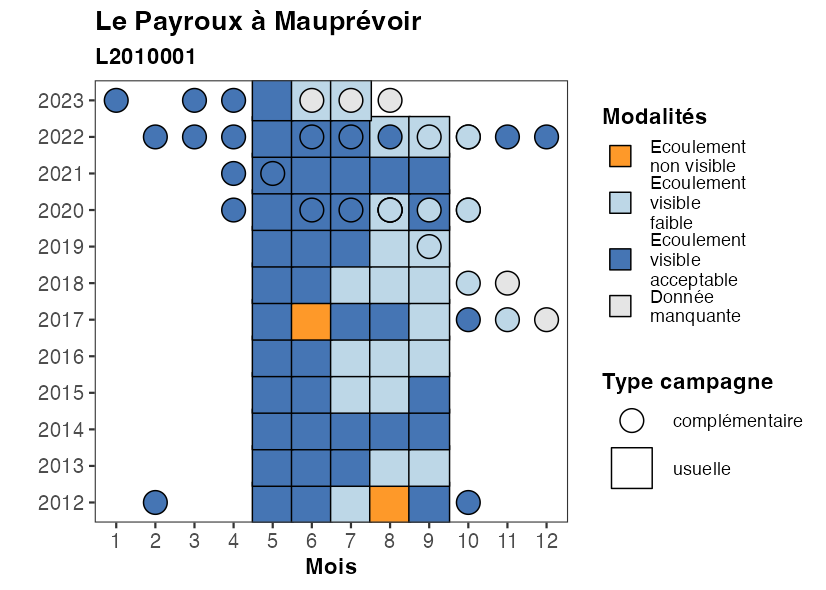 Le Payroux à Mauprévoir
L2010001
2023
2022
2021
2020
2019
2018
2017
2016
2015
2014
2013
2012
1 2 3 4 5 6 7 8 9 10 11 12
Mois
Modalités
Ecoulement
non visible
Ecoulement
visible
faible
Ecoulement
visible
acceptable
Donnée
manquante
Type campagne
complémentaire
usuelle